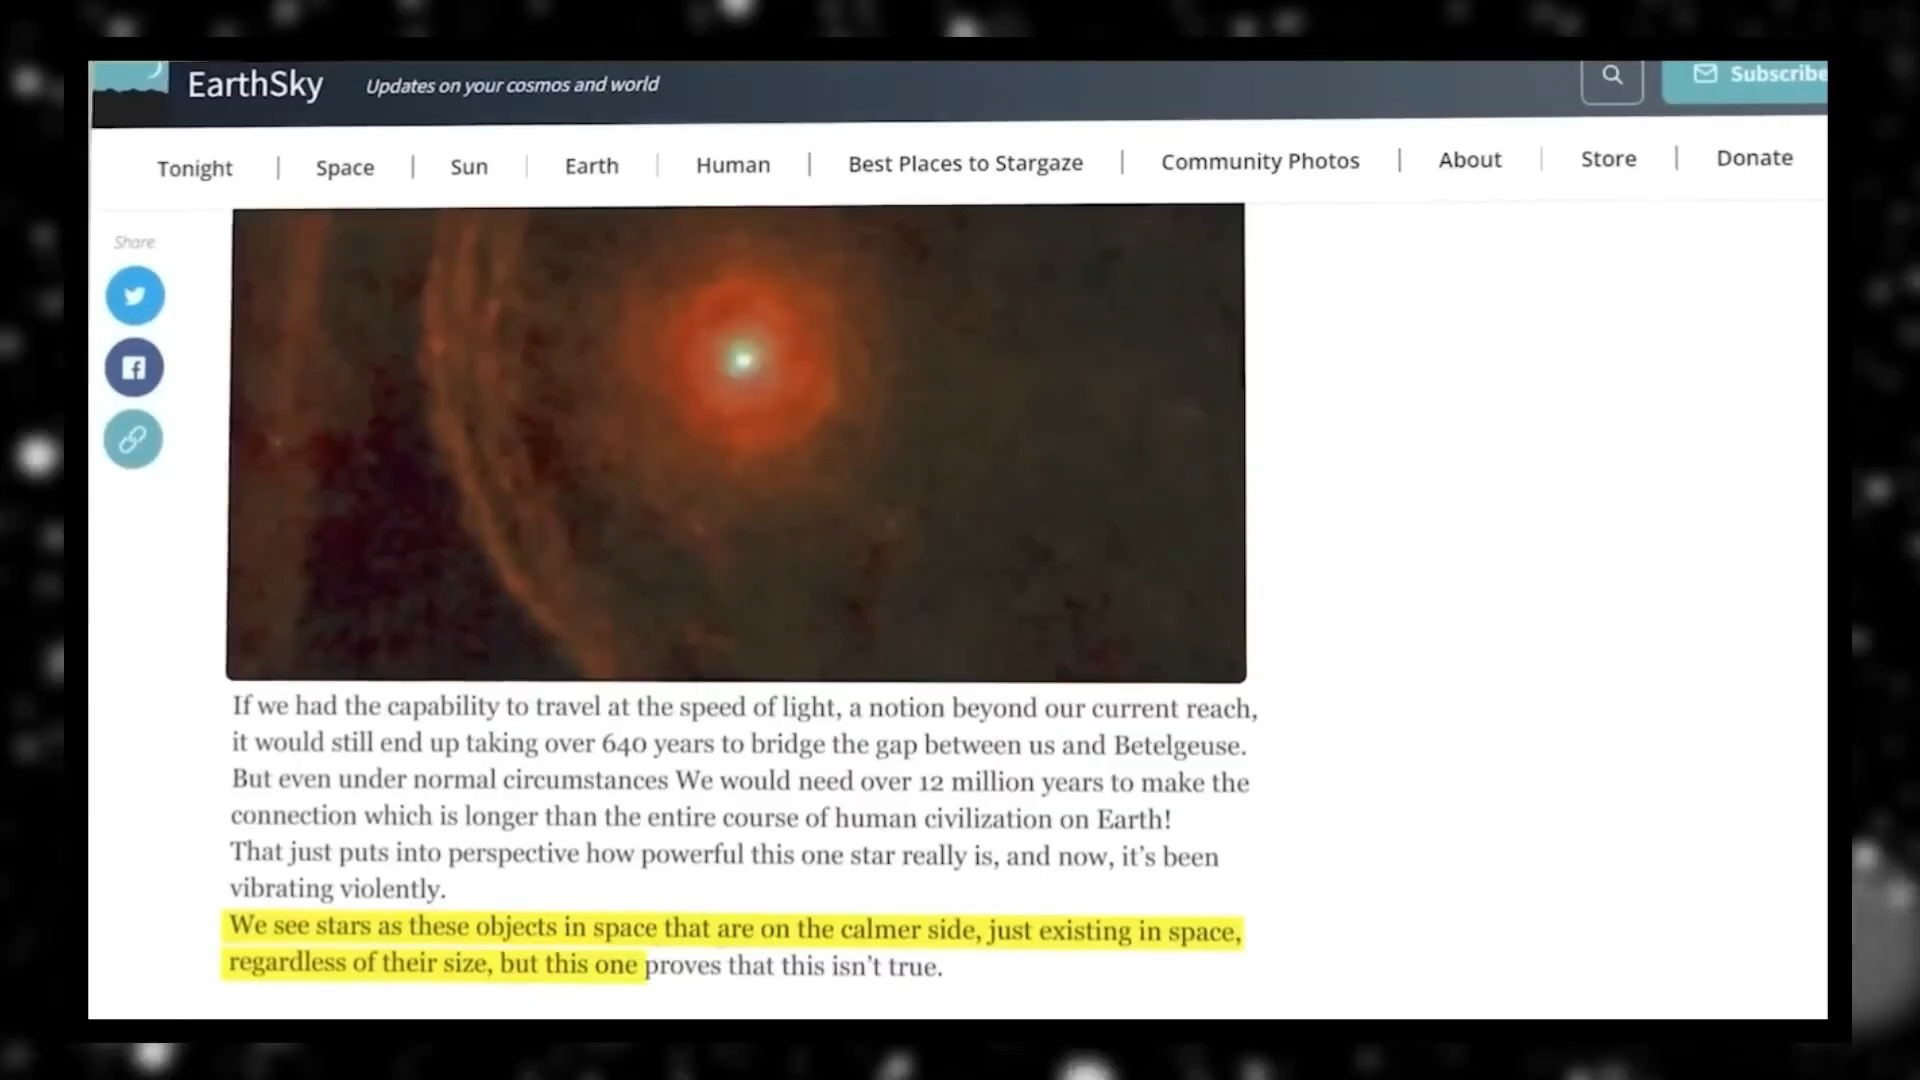 EarthSky
Updates on your cosmos and world
Subscribe
Tonight | Space | Sun | Earth | Human | Best Places to Stargaze | Community Photos | About | Store | Donate
Share
If we had the capability to travel at the speed of light, a notion beyond our current reach,
it would still end up taking over 640 years to bridge the gap between us and Betelgeuse.
But even under normal circumstances We would need over 12 million years to make the
connection which is longer than the entire course of human civilization on Earth!
That just puts into perspective how powerful this one star really is, and now, it's been
vibrating violently.
We see stars as these objects in space that are on the calmer side, just existing in space,
regardless of their size, but this one proves that this isn't true.